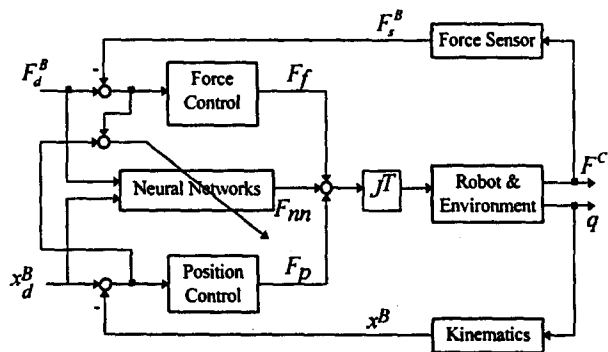 F_s^B
Force Sensor
-
F_d^B
Force
Control
F_f
F^C
Neural Networks
F_nn
J^T
Robot &
Environment
q
x_d^B
Position
Control
F_p
-
x^B
Kinematics